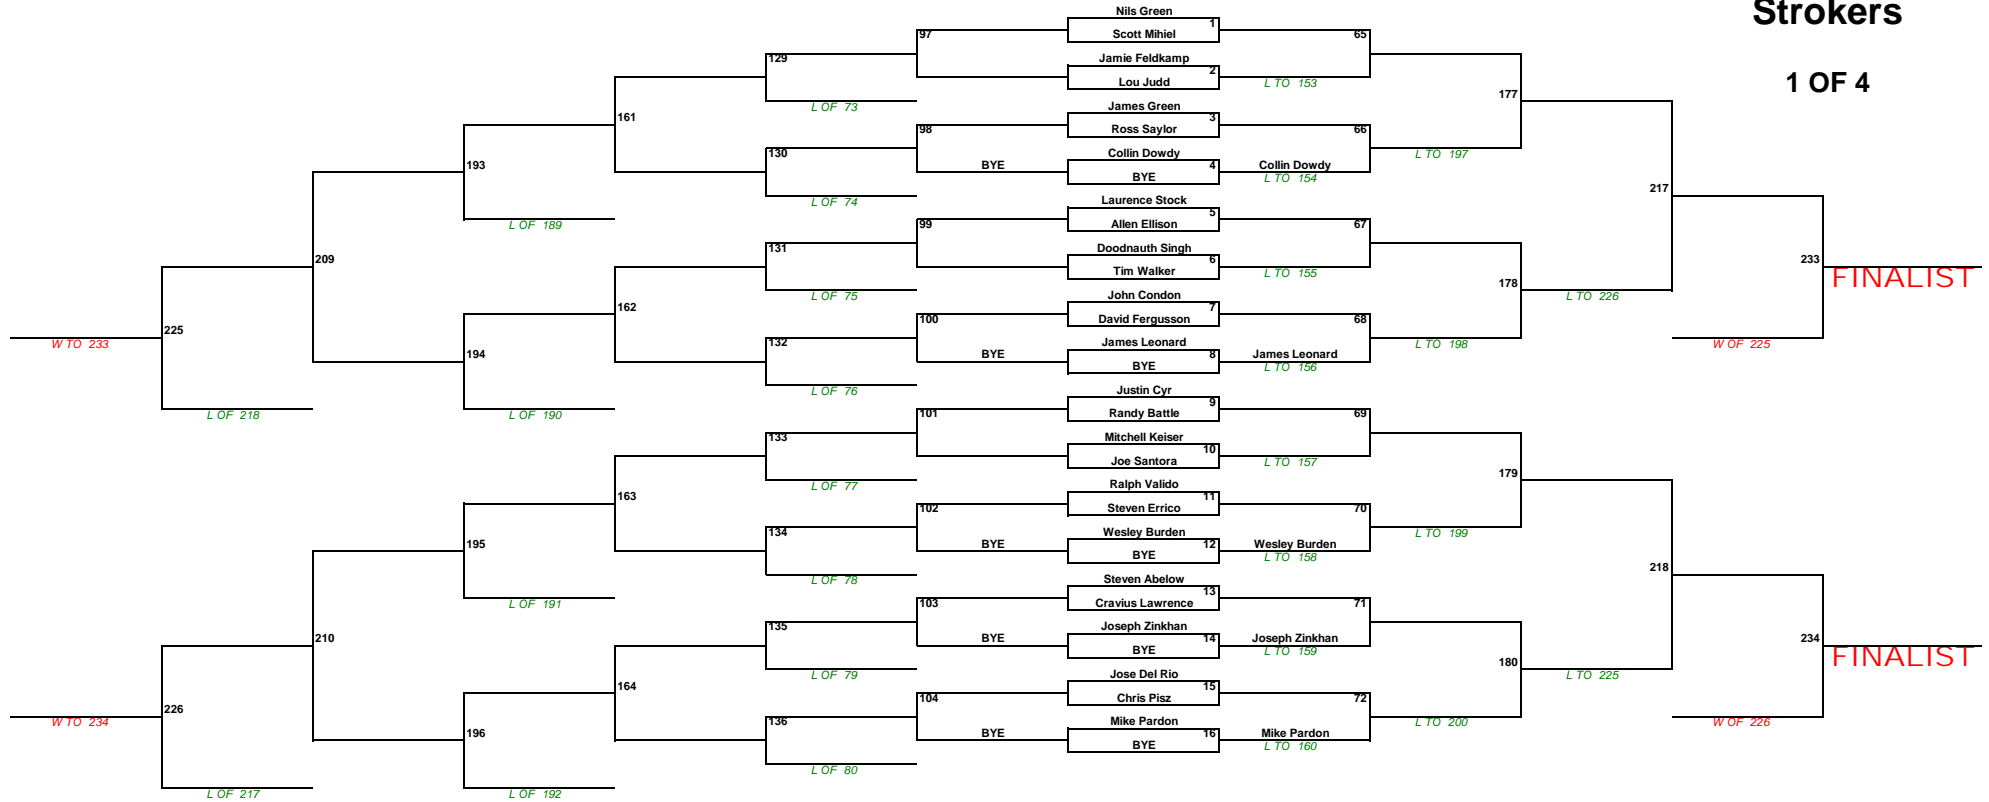 Strokers
1 OF 4
Nils Green
1
Scott Mihiel
97
65
Jamie Feldkamp
129
2
Lou Judd
L TO 153
177
L OF 73
James Green
161
3
Ross Saylor
98
66
Collin Dowdy
130
L TO 197
193
BYE
4
Collin Dowdy
BYE
L TO 154
217
L OF 74
Laurence Stock
5
Allen Ellison
L OF 189
99
67
Doodnauth Singh
131
209
6
Tim Walker
L TO 155
233
FINALIST
178
L OF 75
L TO 226
John Condon
162
7
David Fergusson
100
68
225
W TO 233
James Leonard
132
L TO 198
W OF 225
194
BYE
8
James Leonard
BYE
L TO 156
L OF 76
Justin Cyr
9
Randy Battle
L OF 218
L OF 190
101
69
Mitchell Keiser
133
10
Joe Santora
L TO 157
179
L OF 77
Ralph Valido
163
11
Steven Errico
102
70
Wesley Burden
134
L TO 199
195
BYE
12
Wesley Burden
BYE
L TO 158
218
L OF 78
Steven Abelow
13
Cravius Lawrence
L OF 191
103
71
Joseph Zinkhan
135
210
BYE
14
Joseph Zinkhan
L TO 159
BYE
234
FINALIST
180
L OF 79
L TO 225
Jose Del Rio
164
15
Chris Pisz
104
72
226
W TO 234
Mike Pardon
136
L TO 200
W OF 226
196
BYE
16
Mike Pardon
BYE
L TO 160
L OF 80
L OF 217
L OF 192